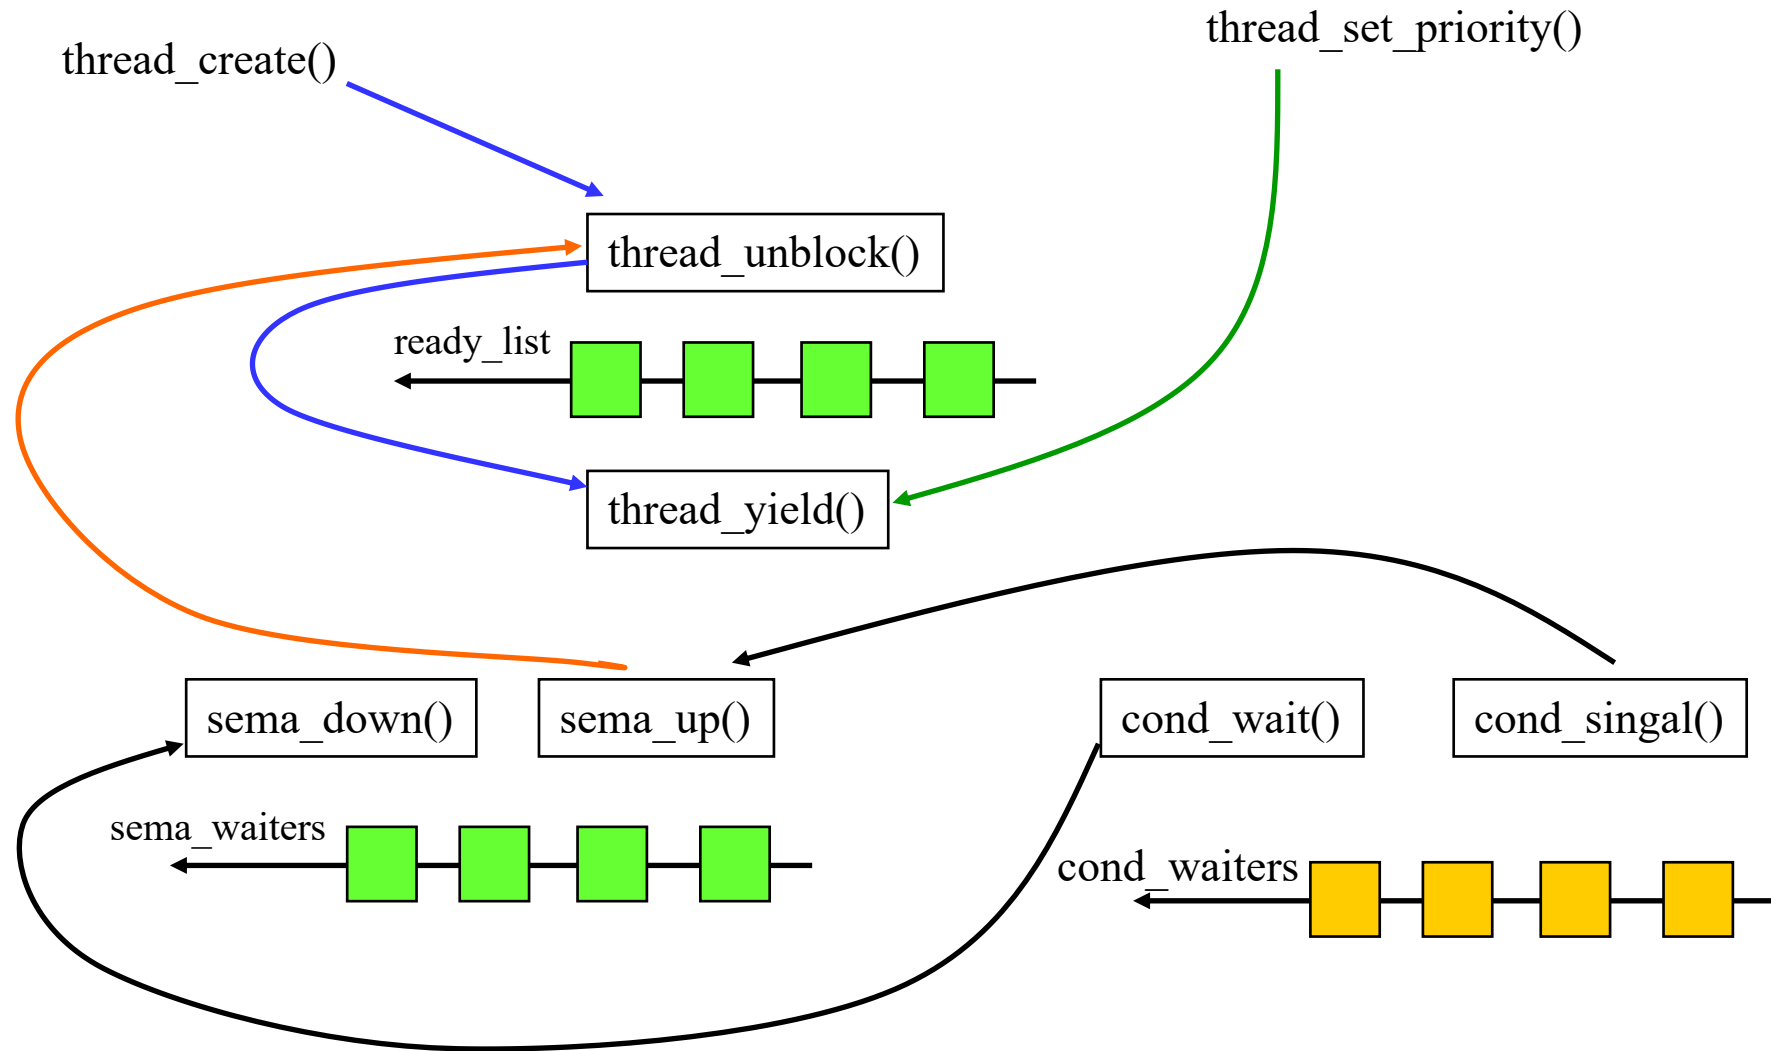 thread_set_priority()
thread_create()
thread_unblock()
ready_list
thread_yield()
sema_down()
sema_up()
cond_wait()
cond_singal()
sema_waiters
cond_waiters